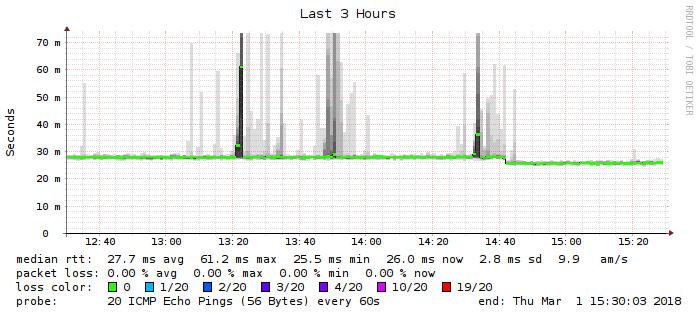 Last 3 Hours
RRDTOOL / TOBI OETIKER
Seconds
70 m
60 m
50 m
40 m
30 m
20 m
10 m
0
12:40 13:00 13:20 13:40 14:00 14:20 14:40 15:00 15:20
median rtt: 27.7 ms avg 61.2 ms max 25.5 ms min 26.0 ms now 2.8 ms sd 9.9 am/s
packet loss: 0.00 % avg 0.00 % max 0.00 % min 0.00 % now
loss color: 0 1/20 2/20 3/20 4/20 10/20 19/20
probe: 20 ICMP Echo Pings (56 Bytes) every 60s end: Thu Mar 1 15:30:03 2018